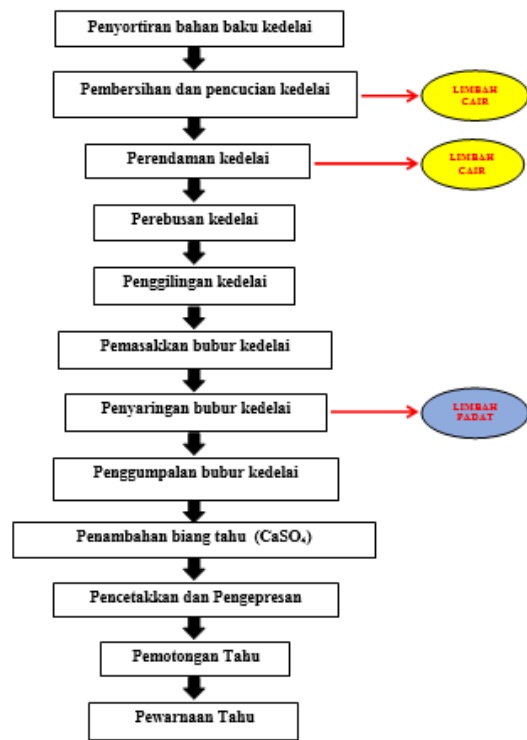 Penyortiran bahan baku kedelai
Pembersihan dan pencucian kedelai
LIMBAH
CAIR
Perendaman kedelai
LIMBAH
CAIR
Perebusan kedelai
Penggilingan kedelai
Pemasakkan bubur kedelai
Penyaringan bubur kedelai
LIMBAH
PADAT
Penggumpalan bubur kedelai
Penambahan biang tahu (CaSO₄)
Pencetakkan dan Pengepresan
Pemotongan Tahu
Pewarnaan Tahu